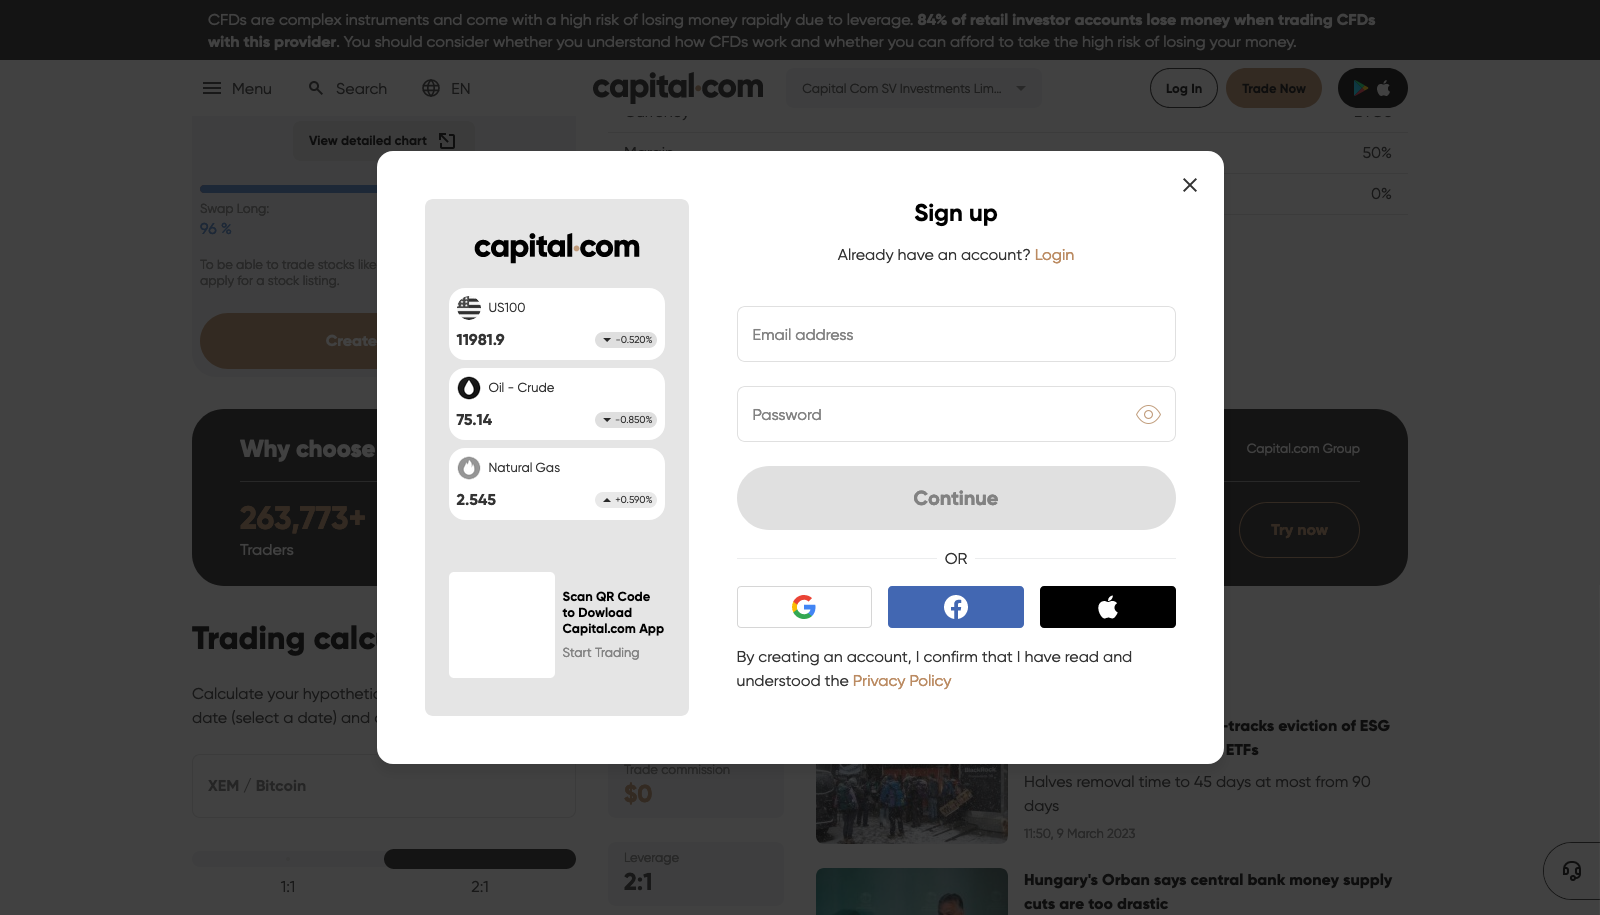 CFDs are complex instruments and come with a high risk of losing money rapidly due to leverage. 84% of retail investor accounts lose money when trading CFDs
with this provider. You should consider whether you understand how CFDs work and whether you can afford to take the high risk of losing your money.
Menu
Search
EN
capital.com
Capital Com SV Investments Lim...
Log In
Trade Now
View detailed chart
Currency
Margin
50%
0%
Swap Long:
96 %
To be able to trade stocks like
apply for a stock listing.
Create
Why choose
Capital.com Group
263,773+
Traders
Try now
Trading calc
Calculate your hypothetic
date (select a date) and
XEM / Bitcoin
1:1
2:1
Trade commission
$0
Leverage
2:1
-tracks eviction of ESG
ETFs
Halves removal time to 45 days at most from 90
days
11:50, 9 March 2023
Hungary's Orban says central bank money supply
cuts are too drastic
capital.com
US100
11981.9
-0.520%
Oil - Crude
75.14
-0.850%
Natural Gas
2.545
+0.590%
Scan QR Code
to Dowload
Capital.com App
Start Trading
Sign up
Already have an account? Login
Email address
Password
Continue
OR
By creating an account, I confirm that I have read and
understood the Privacy Policy